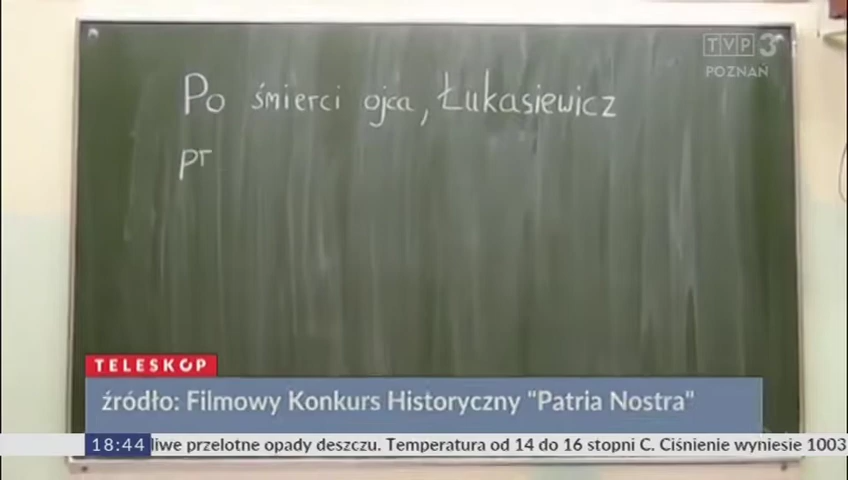 TVP3
POZNAŃ
Po śmierci ojca, Łukasiewicz
pr
TELESKOP
źródło: Filmowy Konkurs Historyczny "Patria Nostra"
18:44 liwe przelotne opady deszczu. Temperatura od 14 do 16 stopni C. Ciśnienie wyniesie 1003